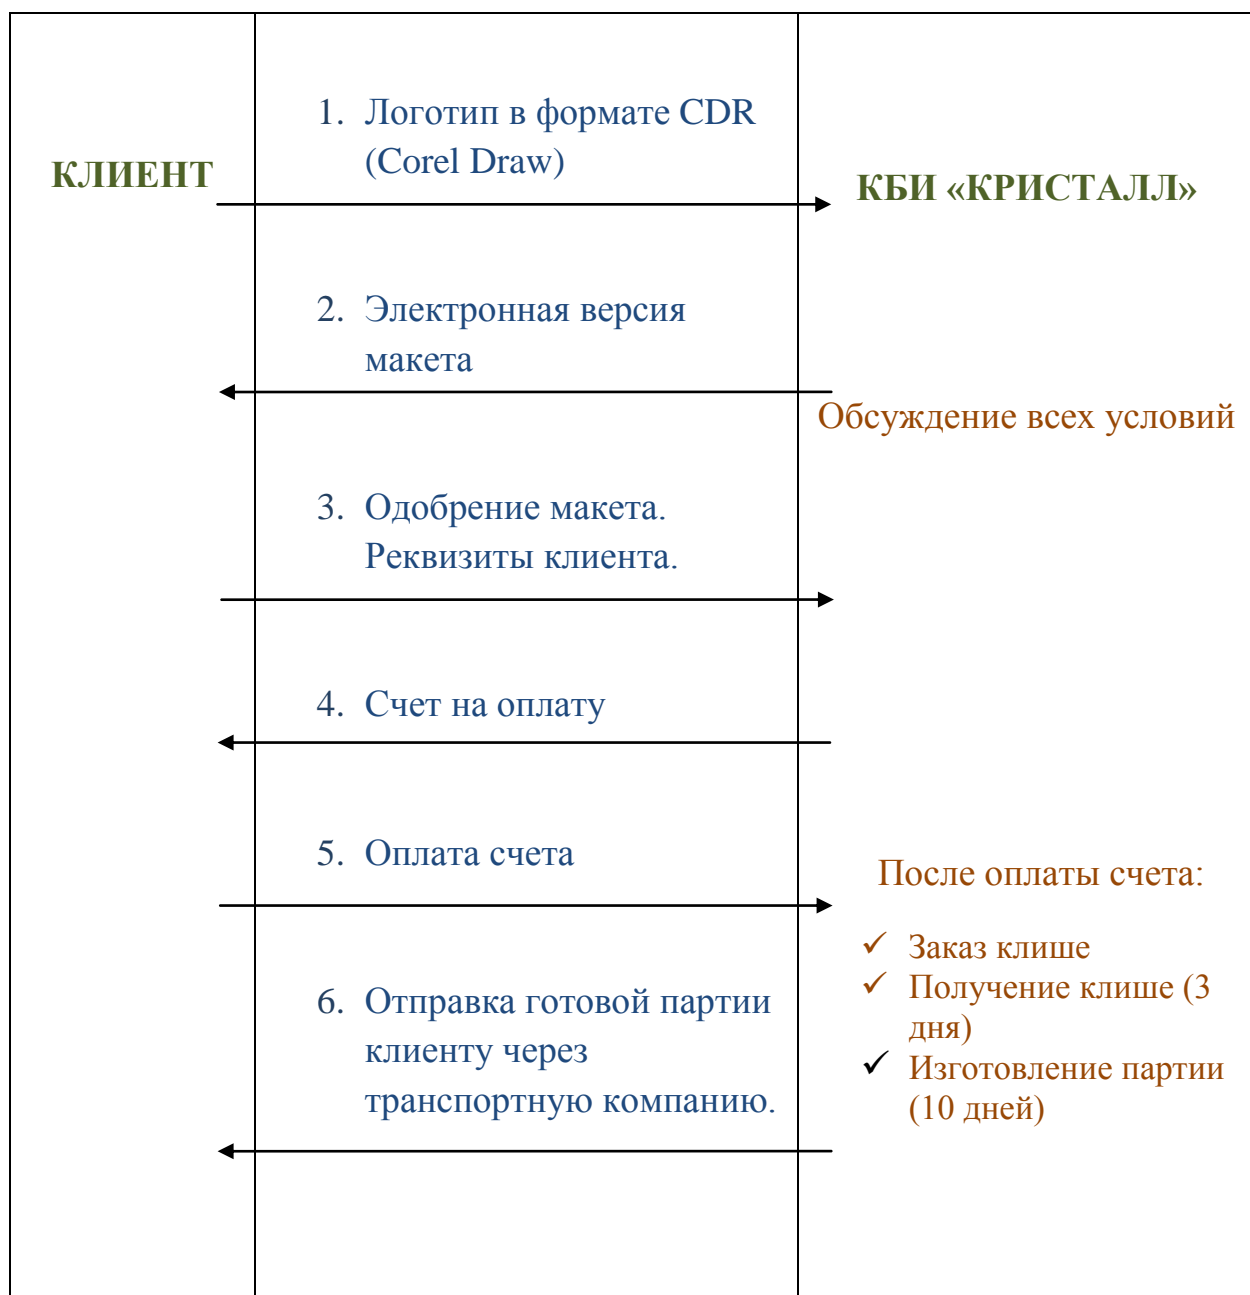 1. Логотип в формате CDR
(Corel Draw)
КЛИЕНТ
КБИ «КРИСТАЛЛ»
2. Электронная версия
макета
Обсуждение всех условий
3. Одобрение макета.
Реквизиты клиента.
4. Счет на оплату
5. Оплата счета
После оплаты счета:
✓ Заказ клише
✓ Получение клише (3
дня)
✓ Изготовление партии
(10 дней)
6. Отправка готовой партии
клиенту через
транспортную компанию.